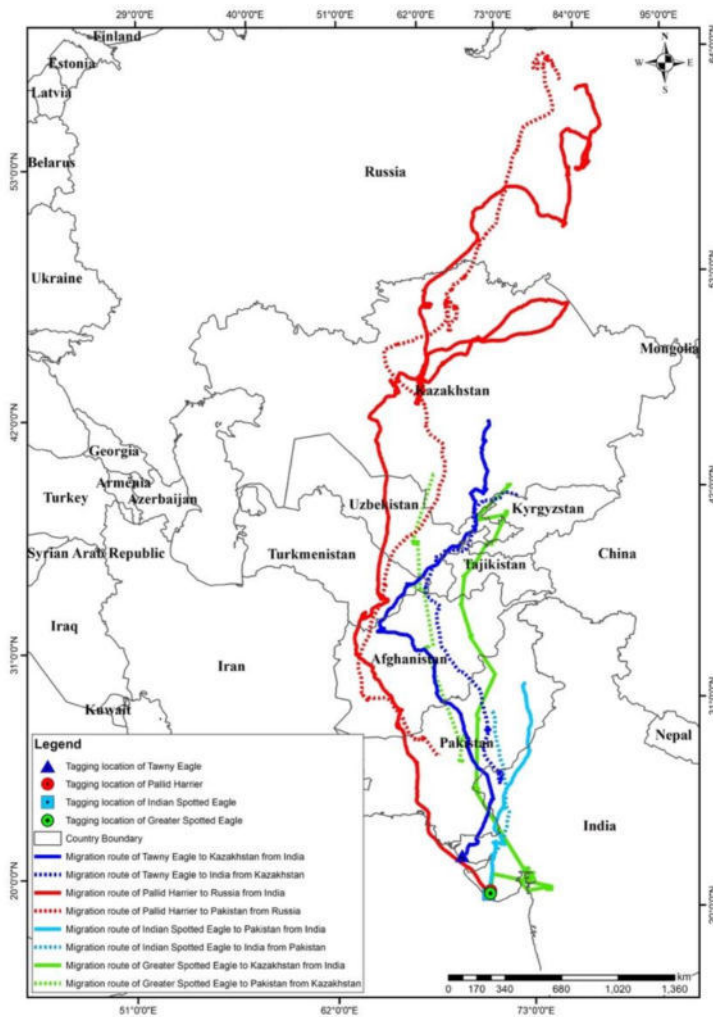 29°0'0"E 40°0'0"E 51°0'0"E 62°0'0"E 73°0'0"E 84°0'0"E 95°0'0"E
Finland
N
W E
S
Estonia
Latvia
53°0'0"N
Belarus
Russia
Ukraine
Mongolia
Kazakhstan
42°0'0"N
Georgia
Armenia
Turkey
Azerbaijan
Uzbekistan
Kyrgyzstan
Syrian Arab Republic
Turkmenistan
Tajikistan
China
Iraq
31°0'0"N
Iran
Afghanistan
Kuwait
Pakistan
Nepal
India
20°0'0"N
Legend
Tagging location of Tawny Eagle
Tagging location of Pallid Harrier
Tagging location of Indian Spotted Eagle
Tagging location of Greater Spotted Eagle
Country Boundary
Migration route of Tawny Eagle to Kazakhstan from India
Migration route of Tawny Eagle to India from Kazakhstan
Migration route of Pallid Harrier to Russia from India
Migration route of Pallid Harrier to Pakistan from Russia
Migration route of Indian Spotted Eagle to Pakistan from India
Migration route of Indian Spotted Eagle to India from Pakistan
Migration route of Greater Spotted Eagle to Kazakhstan from India
Migration route of Greater Spotted Eagle to Pakistan from Kazakhstan
km
0 170 340 680 1,020 1,360
51°0'0"E 62°0'0"E 73°0'0"E